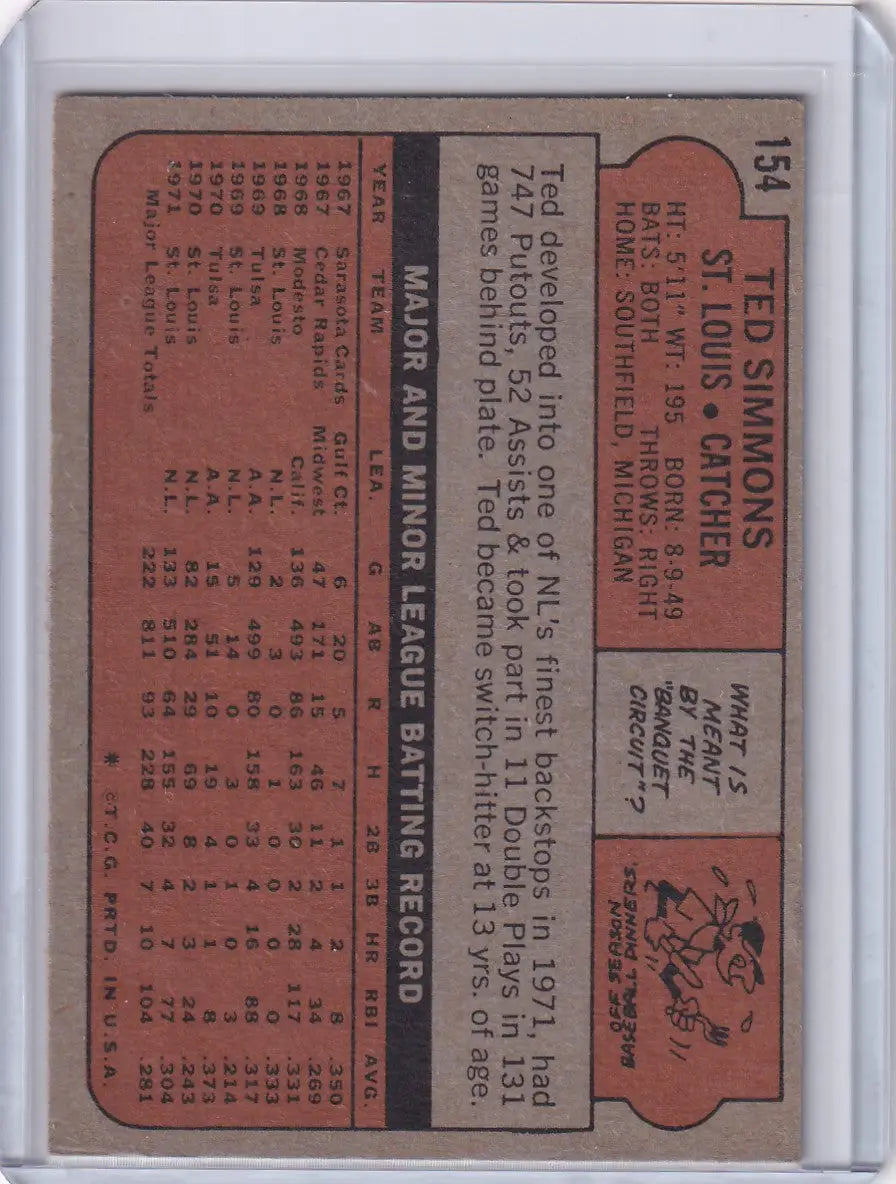 154
TED SIMMONS
ST. LOUIS • CATCHER
HT: 5'11" WT: 195 BORN: 8-9-49
BATS: BOTH THROWS: RIGHT
HOME: SOUTHFIELD, MICHIGAN
WHAT IS
MEANT
BY THE
"BANQUET
CIRCUIT"?
OFF SEASON
BASEBALL DINNERS.
Ted developed into one of NL's finest backstops in 1971, had
747 Putouts, 52 Assists & took part in 11 Double Plays in 131
games behind plate. Ted became switch-hitter at 13 yrs. of age.
MAJOR AND MINOR LEAGUE BATTING RECORD
YEAR TEAM LEA. G AB R H 2B 3B HR RBI AVG.
1967 Sarasota Cards Gulf Ct. 6 20 5 7 1 1 2 8 .350
1967 Cedar Rapids Midwest 47 171 15 46 11 2 4 34 .269
1968 Modesto Calif. 136 493 86 163 30 2 28 117 .331
1968 St. Louis N.L. 2 3 0 1 0 0 0 0 .333
1969 Tulsa A.A. 129 499 80 158 33 4 16 88 .317
1969 St. Louis N.L. 5 14 0 3 0 1 0 3 .214
1970 Tulsa A.A. 15 51 10 19 4 1 1 8 .373
1970 St. Louis N.L. 82 284 29 69 8 2 3 24 .243
1971 St. Louis N.L. 133 510 64 155 32 4 7 77 .304
Major League Totals 222 811 93 228 40 7 10 104 .281
* ©T.C.G. PRTD. IN U.S.A.